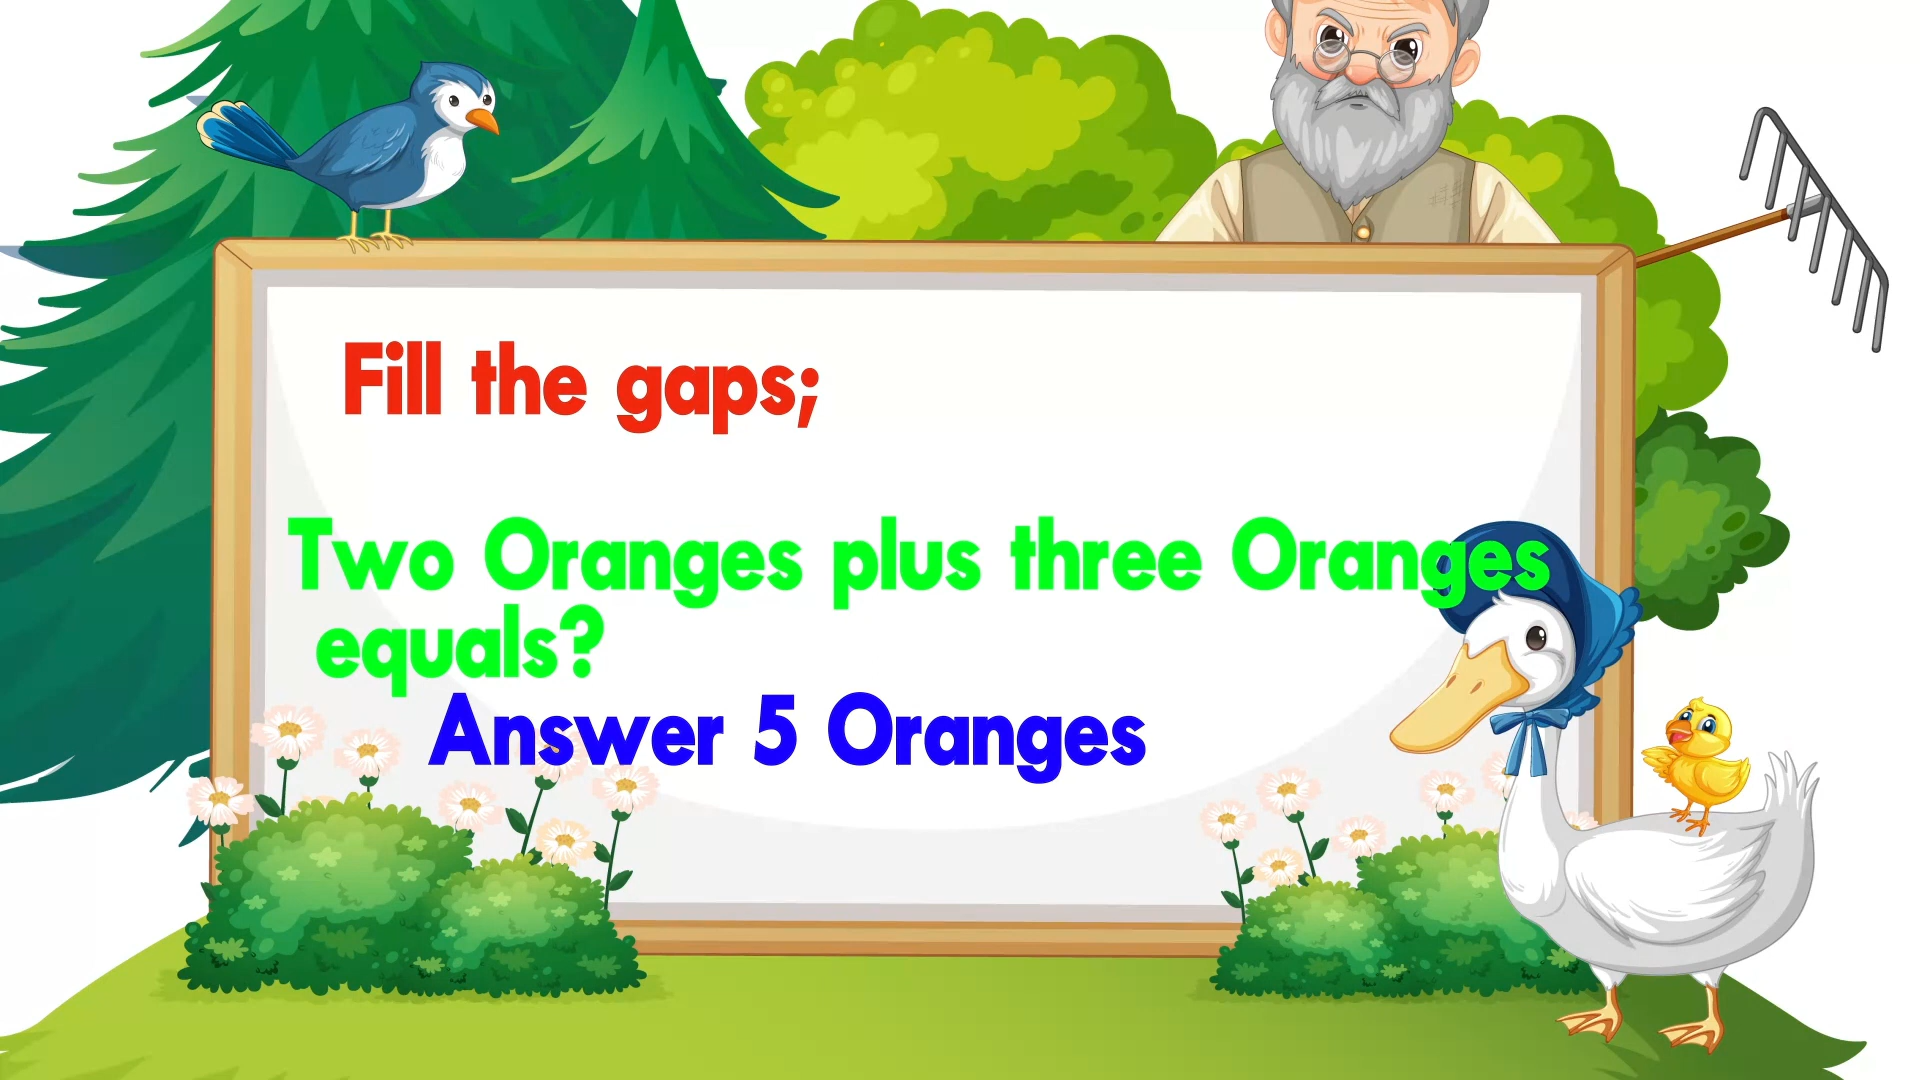 Fill the gaps;
Two Oranges plus three Oranges
equals?
Answer 5 Oranges